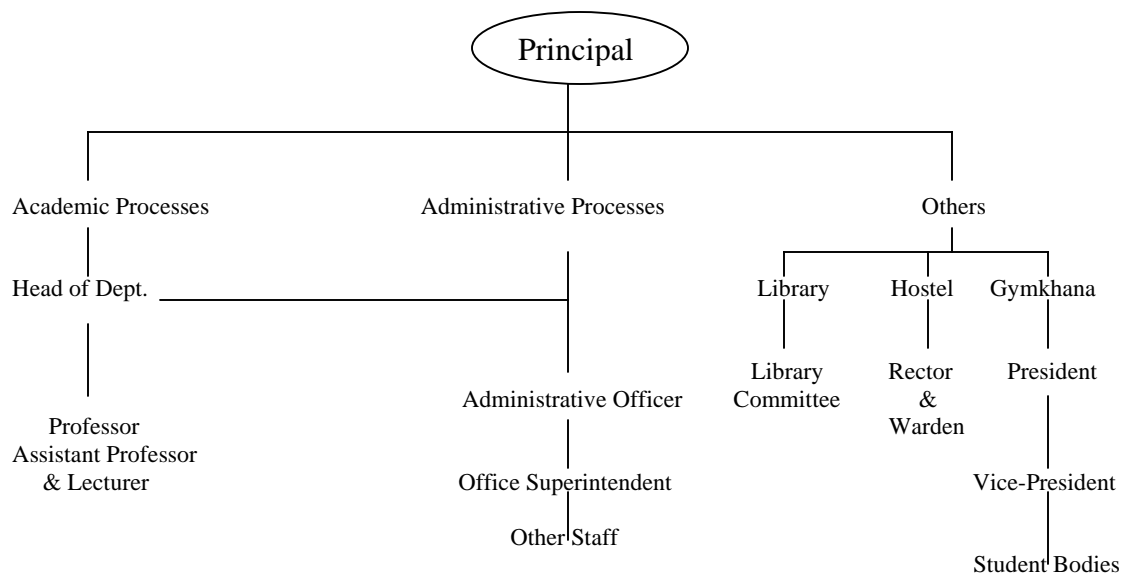 Principal
Academic Processes
Administrative Processes
Others
Head of Dept.
Library
Hostel
Gymkhana
Library
Committee
Rector
&
Warden
President
Administrative Officer
Professor
Assistant Professor
& Lecturer
Office Superintendent
Vice-President
Other Staff
Student Bodies